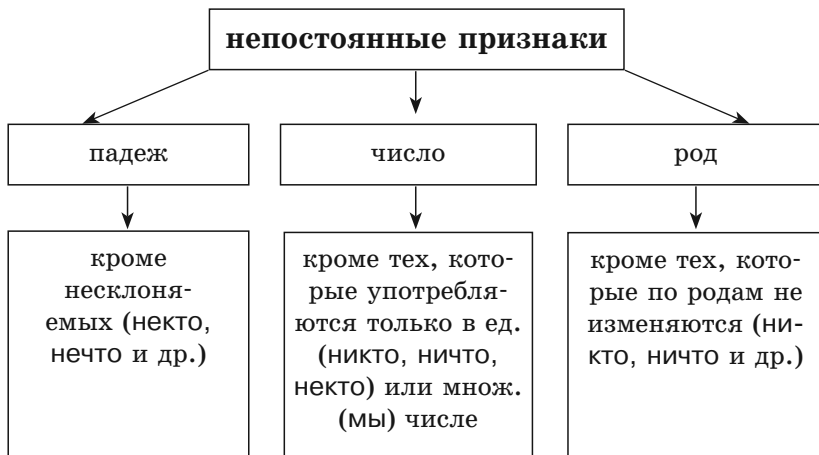 непостоянные признаки
падеж
число
род
кроме
несклоня-
емых (некто,
нечто и др.)
кроме тех, кото-
рые употребля-
ются только в ед.
(никто, ничто,
некто) или множ.
(мы) числе
кроме тех, кото-
рые по родам не
изменяются (ни-
кто, ничто и др.)